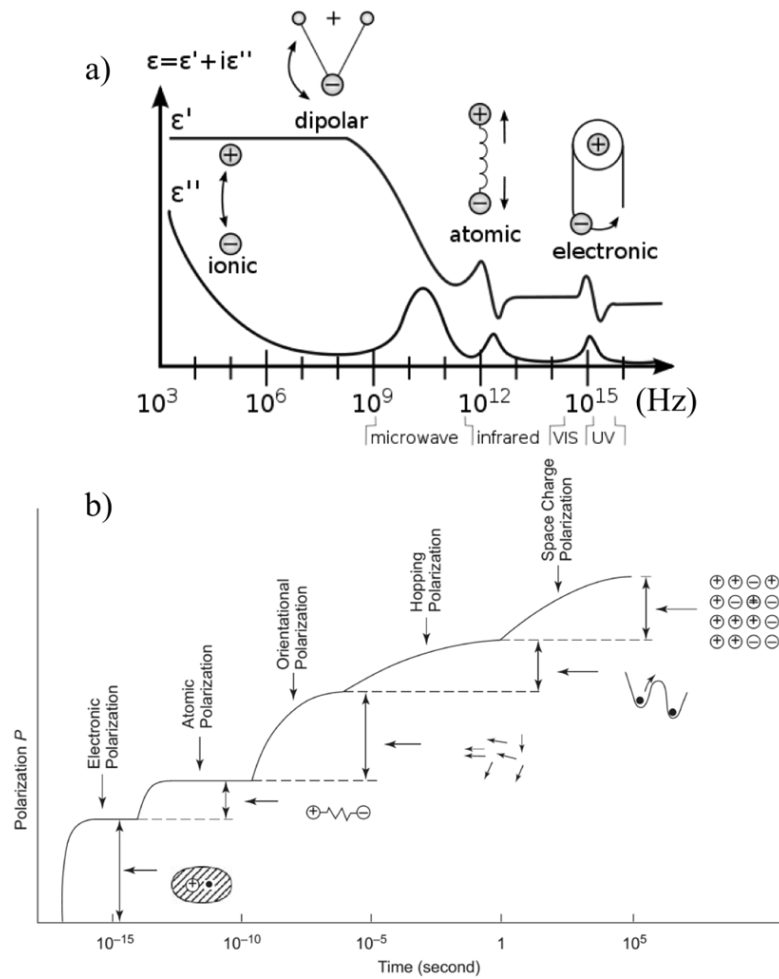 a)
ε=ε'+iε''
+
−
dipolar
ε'
ε''
+
−
ionic
+
−
atomic
+
−
electronic
10³ 10⁶ 10⁹ 10¹² 10¹⁵ (Hz)
microwave infrared VIS UV
b)
Polarization P
Electronic
Polarization
Atomic
Polarization
Orientational
Polarization
Hopping
Polarization
Space Charge
Polarization
+ + − +
+ − + −
+ + + −
+ + − −
+ −
+
10⁻¹⁵ 10⁻¹⁰ 10⁻⁵ 1 10⁵
Time (second)